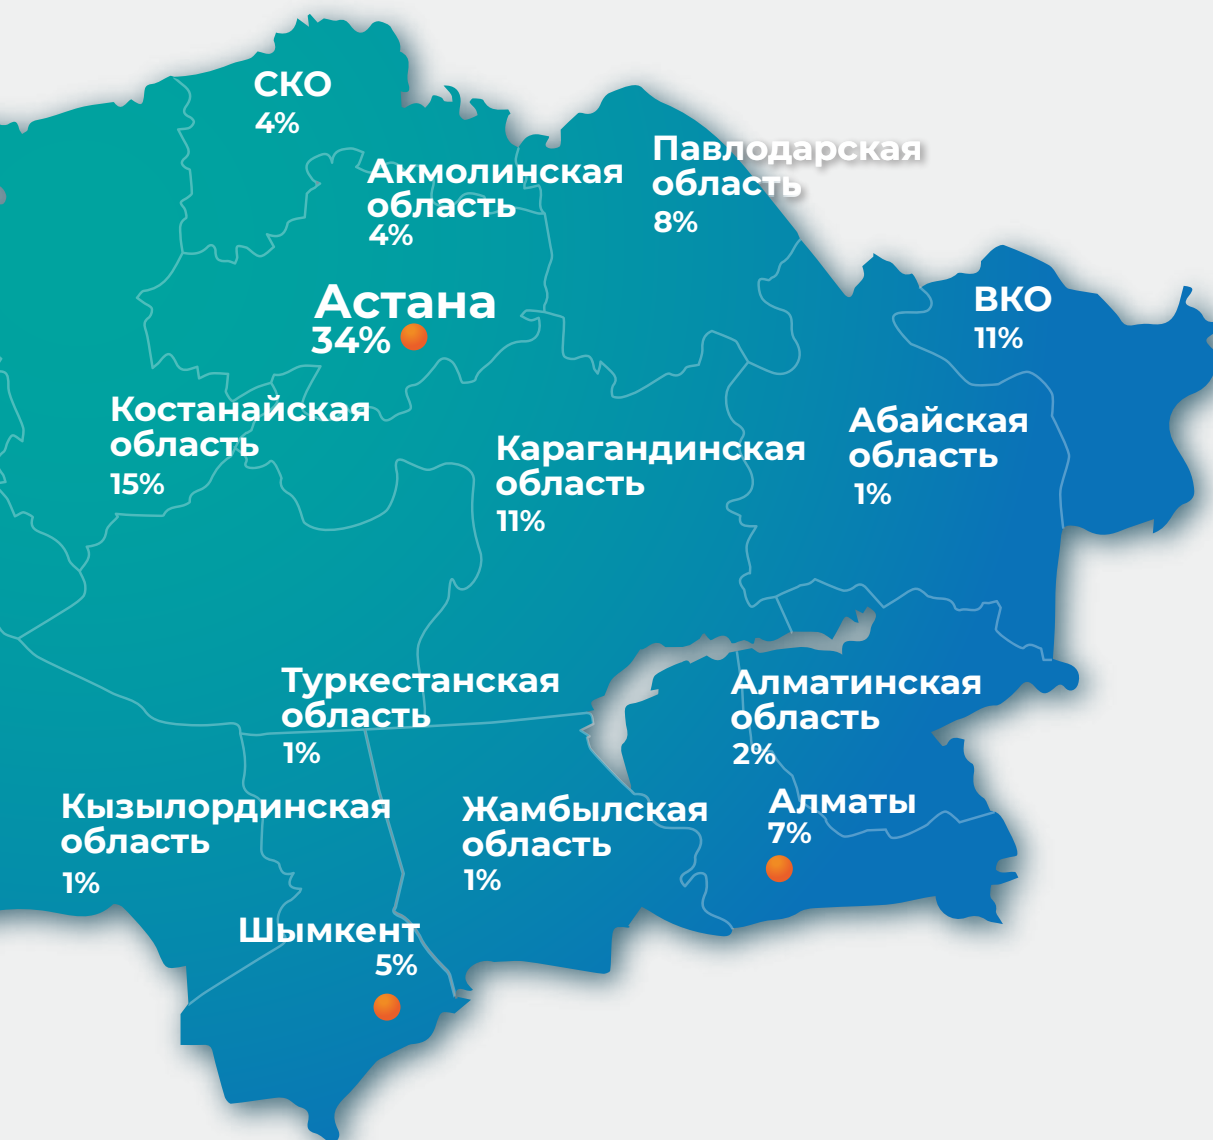 СКО
4%
Акмолинская
область
4%
Павлодарская
область
8%
Астана
34%
ВКО
11%
Костанайская
область
15%
Карагандинская
область
11%
Абайская
область
1%
Туркестанская
область
1%
Алматинская
область
2%
Кызылординская
область
1%
Жамбылская
область
1%
Алматы
7%
Шымкент
5%